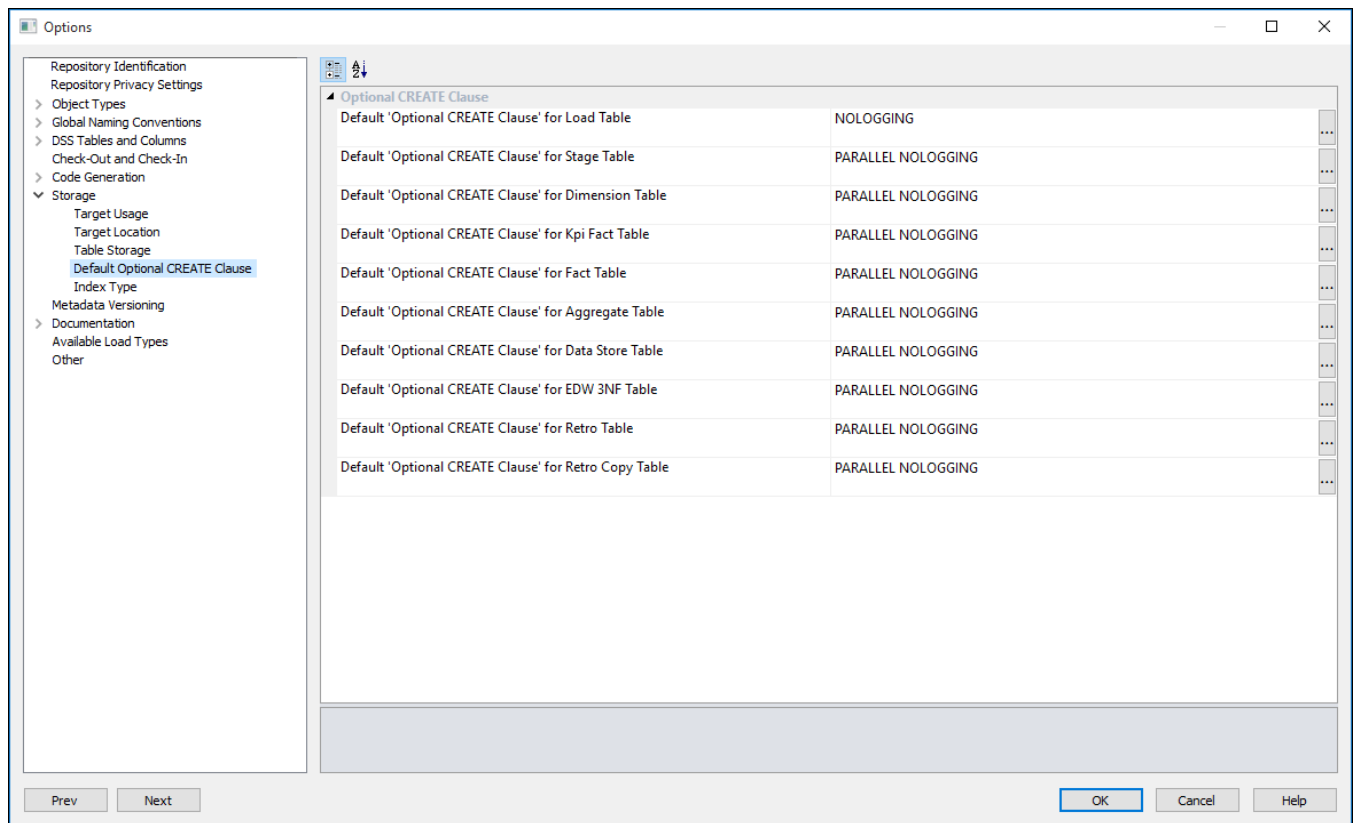 Options
Repository Identification
Repository Privacy Settings
Object Types
Global Naming Conventions
DSS Tables and Columns
Check-Out and Check-In
Code Generation
Storage
Target Usage
Target Location
Table Storage
Default Optional CREATE Clause
Index Type
Metadata Versioning
Documentation
Available Load Types
Other
Optional CREATE Clause
Default 'Optional CREATE Clause' for Load Table NOLOGGING ...
Default 'Optional CREATE Clause' for Stage Table PARALLEL NOLOGGING ...
Default 'Optional CREATE Clause' for Dimension Table PARALLEL NOLOGGING ...
Default 'Optional CREATE Clause' for Kpi Fact Table PARALLEL NOLOGGING ...
Default 'Optional CREATE Clause' for Fact Table PARALLEL NOLOGGING ...
Default 'Optional CREATE Clause' for Aggregate Table PARALLEL NOLOGGING ...
Default 'Optional CREATE Clause' for Data Store Table PARALLEL NOLOGGING ...
Default 'Optional CREATE Clause' for EDW 3NF Table PARALLEL NOLOGGING ...
Default 'Optional CREATE Clause' for Retro Table PARALLEL NOLOGGING ...
Default 'Optional CREATE Clause' for Retro Copy Table PARALLEL NOLOGGING ...
Prev Next OK Cancel Help